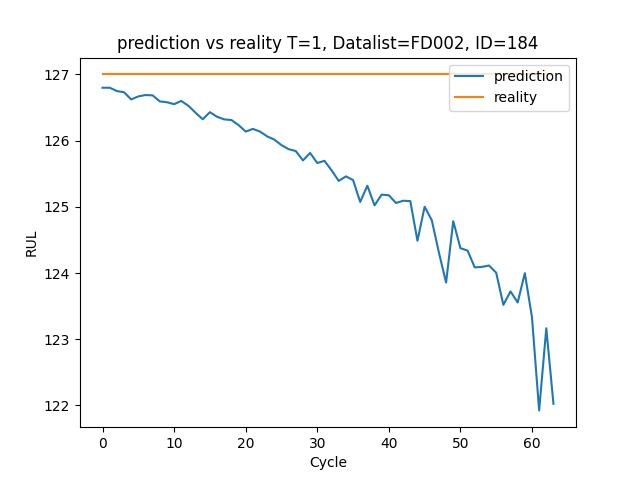 prediction vs reality T=1, Datalist=FD002, ID=184
prediction
reality
127
126
125
124
123
122
RUL
0 10 20 30 40 50 60
Cycle